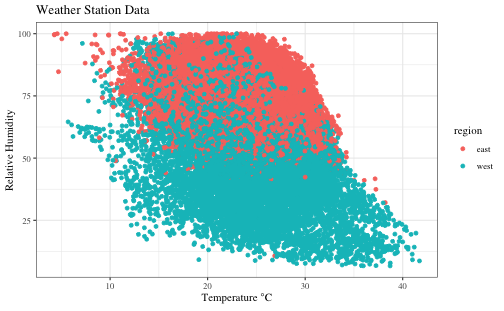 Weather Station Data
Relative Humidity
100
75
50
25
10
20
30
40
Temperature °C
region
east
west